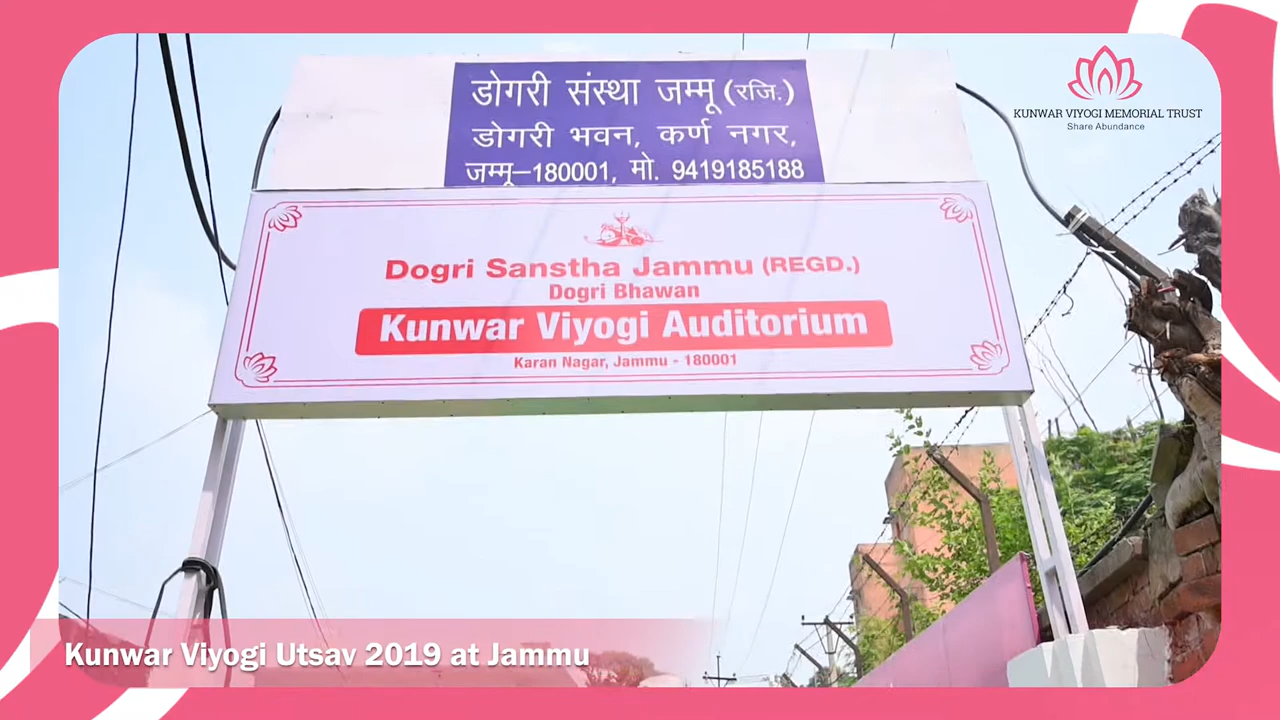 डोगरी संस्था जम्मू (रजि.)
डोगरी भवन, कर्ण नगर,
जम्मू–180001, मो. 9419185188
KUNWAR VIYOGI MEMORIAL TRUST
Share Abundance
Dogri Sanstha Jammu (REGD.)
Dogri Bhawan
Kunwar Viyogi Auditorium
Karan Nagar, Jammu - 180001
Kunwar Viyogi Utsav 2019 at Jammu